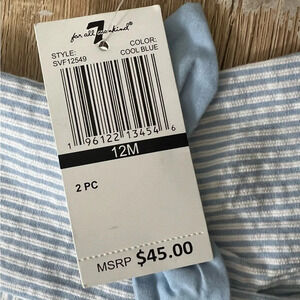 7
for all mankind®
STYLE:
SVF12549
COLOR:
COOL BLUE
1 96122 13454 6
12M
2 PC
MSRP $45.00